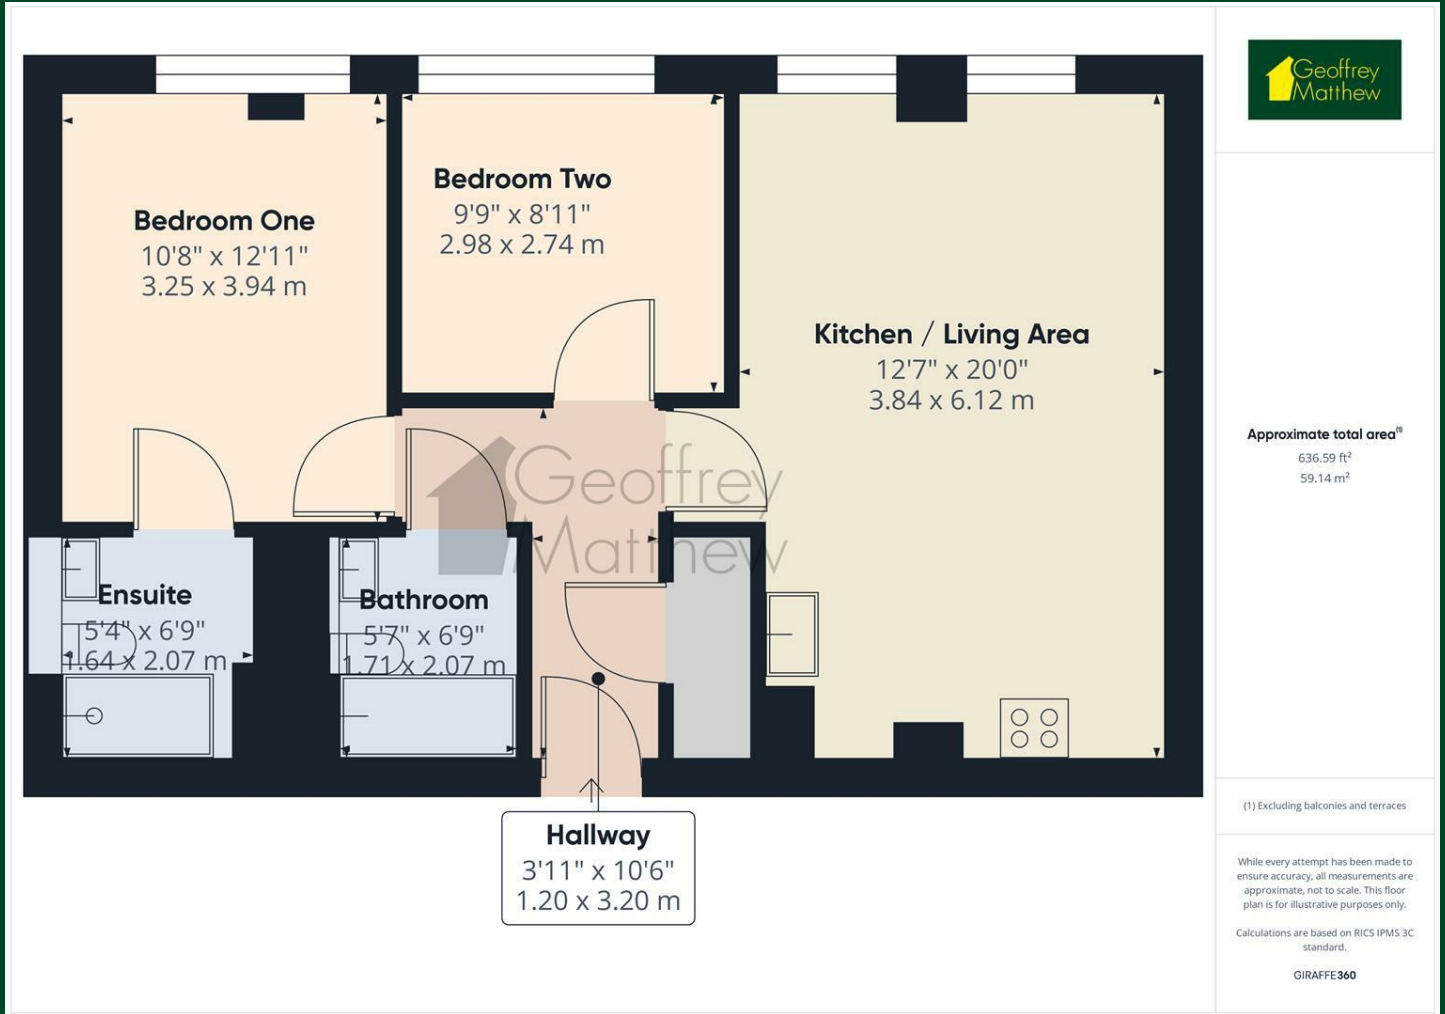 Geoffrey
Matthew
Bedroom One
10'8" x 12'11"
3.25 x 3.94 m
Bedroom Two
9'9" x 8'11"
2.98 x 2.74 m
Kitchen / Living Area
12'7" x 20'0"
3.84 x 6.12 m
Geoffrey
Matthew
Ensuite
5'4" x 6'9"
1.64 x 2.07 m
Bathroom
5'7" x 6'9"
1.71 x 2.07 m
Hallway
3'11" x 10'6"
1.20 x 3.20 m
Approximate total area⁽¹⁾
636.59 ft²
59.14 m²
(1) Excluding balconies and terraces
While every attempt has been made to
ensure accuracy, all measurements are
approximate, not to scale. This floor
plan is for illustrative purposes only.
Calculations are based on RICS IPMS 3C
standard.
GIRAFFE360